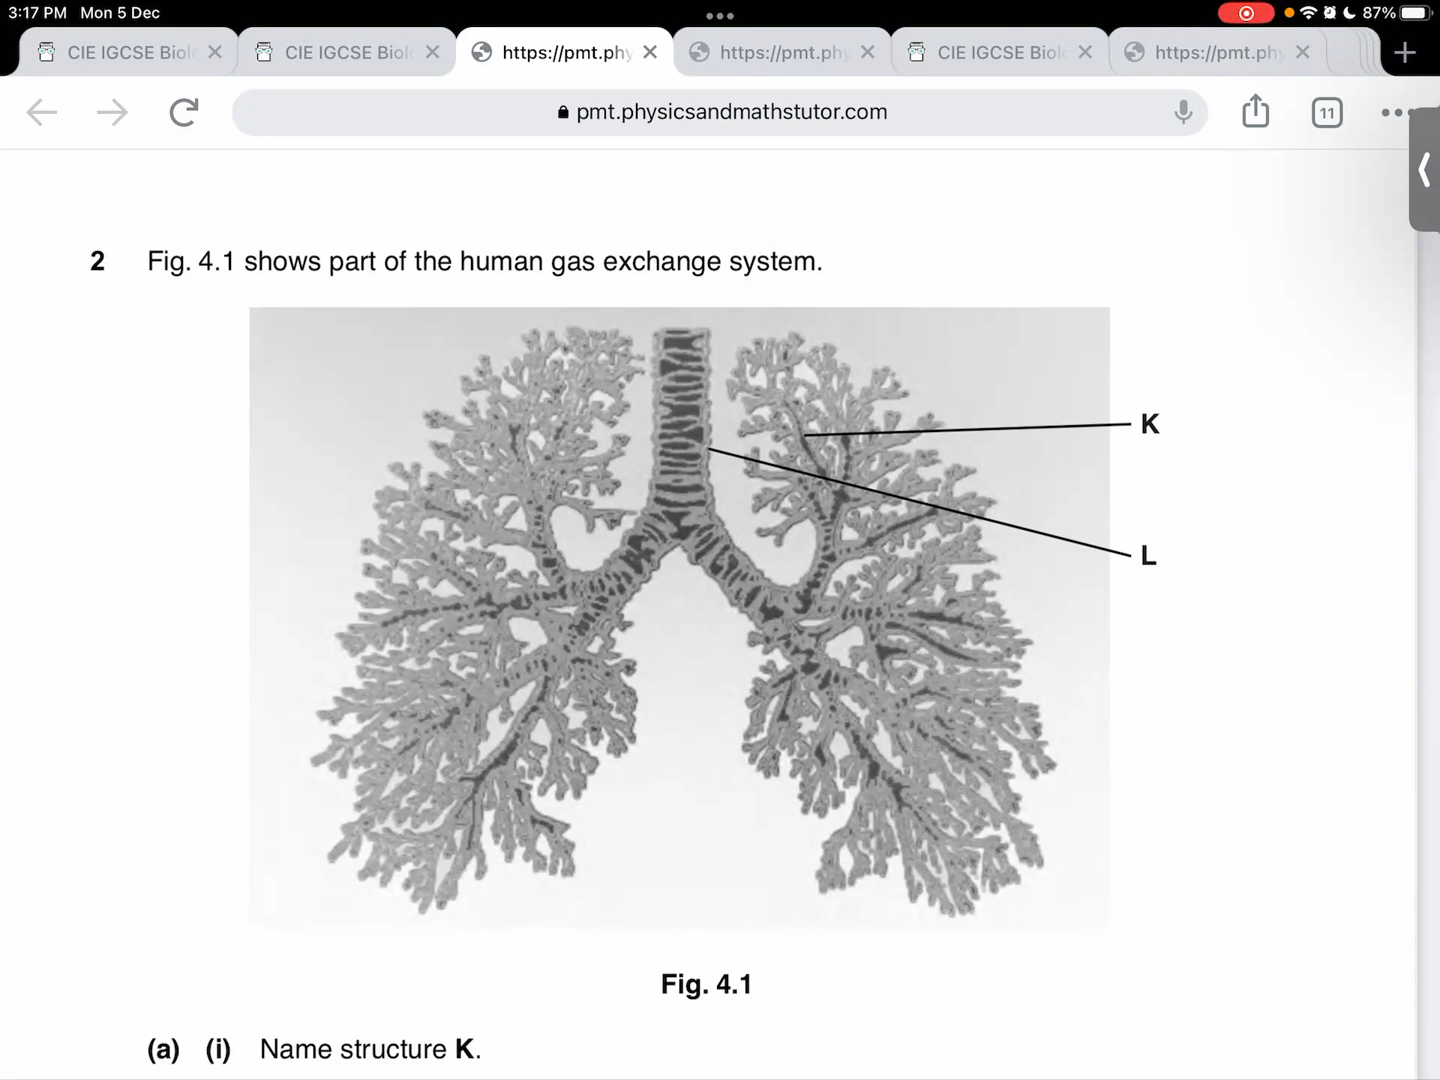 3:17 PM Mon 5 Dec
87%
CIE IGCSE Biol
CIE IGCSE Biol
https://pmt.phy
https://pmt.phy
CIE IGCSE Biol
https://pmt.phy
pmt.physicsandmathstutor.com
11
2 Fig. 4.1 shows part of the human gas exchange system.
K
L
Fig. 4.1
(a) (i) Name structure K.